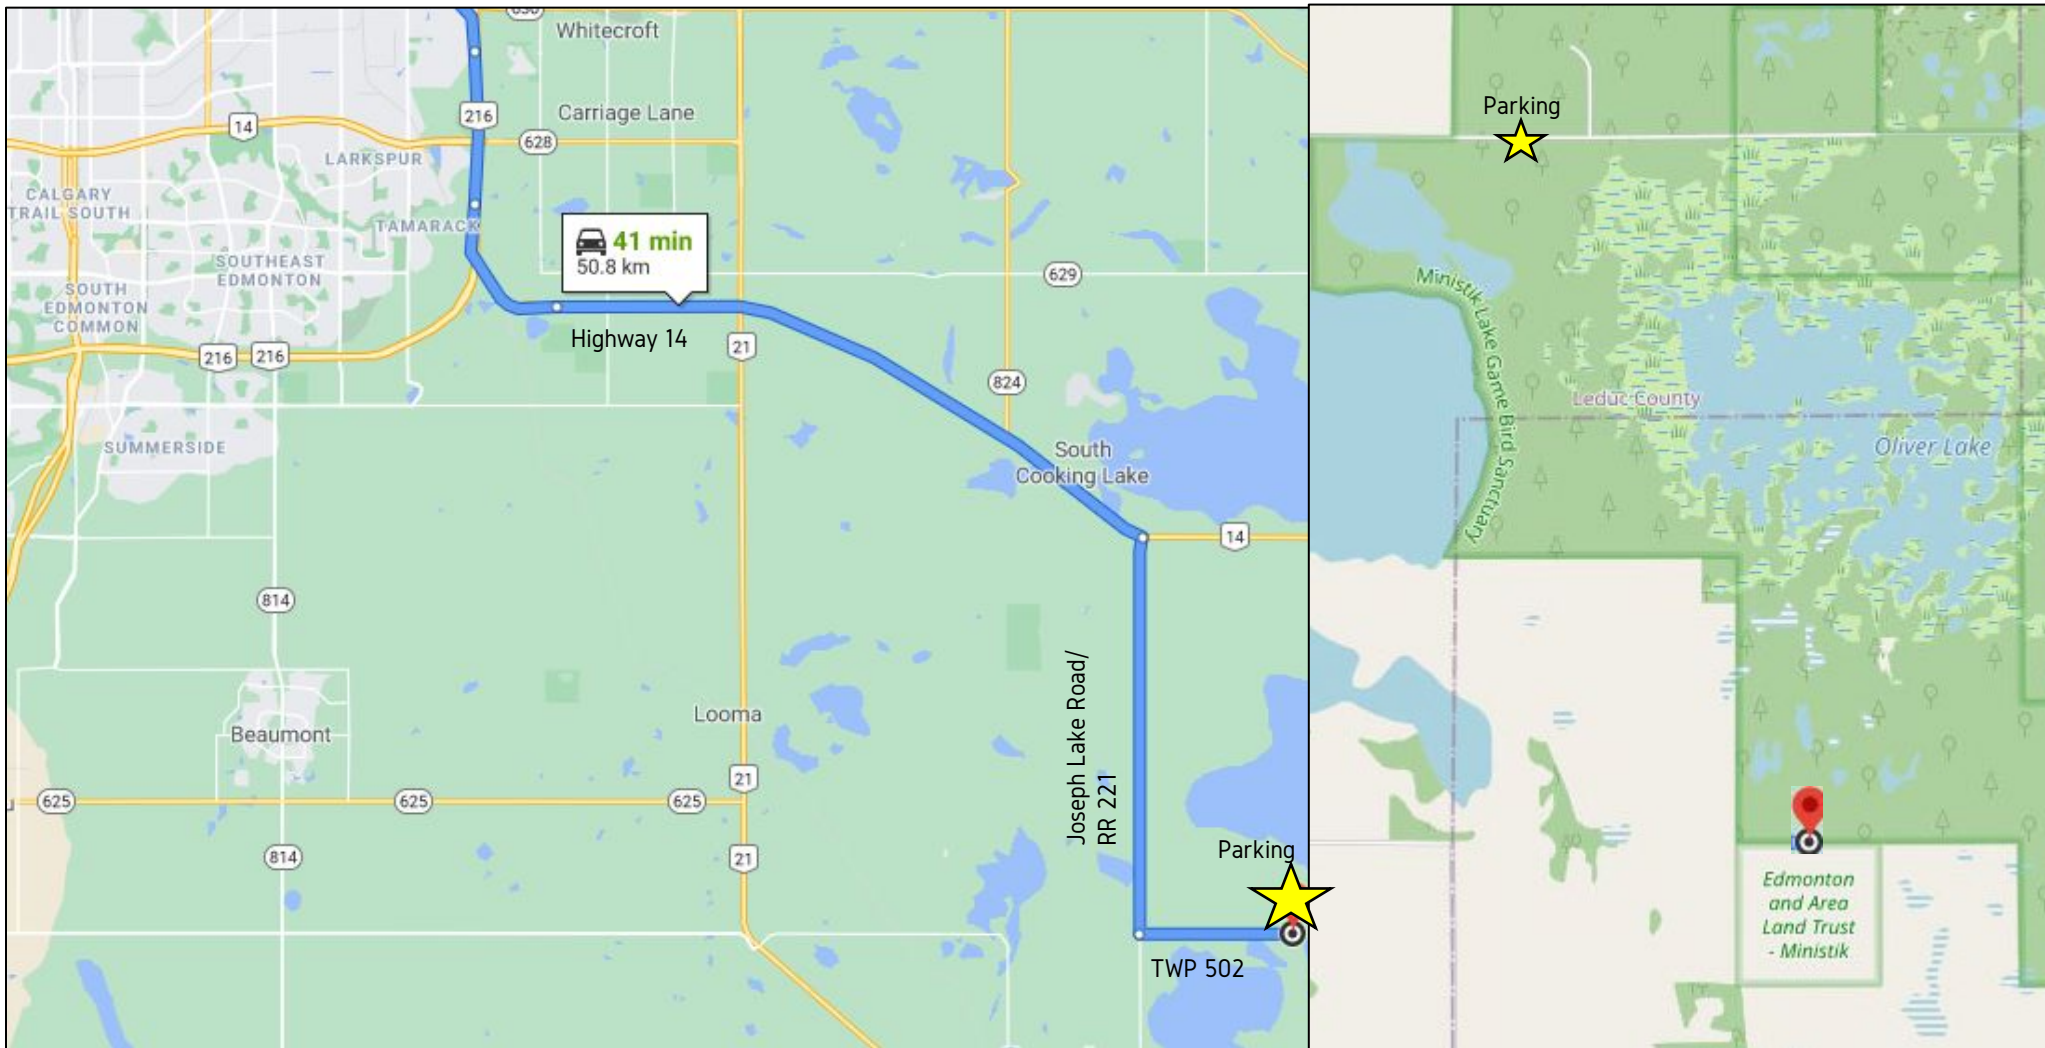 630
Whitecroft
216
Carriage Lane
14
628
LARKSPUR
CALGARY
TRAIL SOUTH
TAMARACK
41 min
50.8 km
SOUTHEAST
EDMONTON
629
SOUTH
EDMONTON
COMMON
Highway 14
21
216
216
824
SUMMERSIDE
South
Cooking Lake
14
814
Joseph Lake Road/
RR 221
Looma
Beaumont
21
625
625
625
814
21
Parking
TWP 502
Parking
Ministik Lake Game Bird Sanctuary
Leduc County
Oliver Lake
Edmonton
and Area
Land Trust
- Ministik